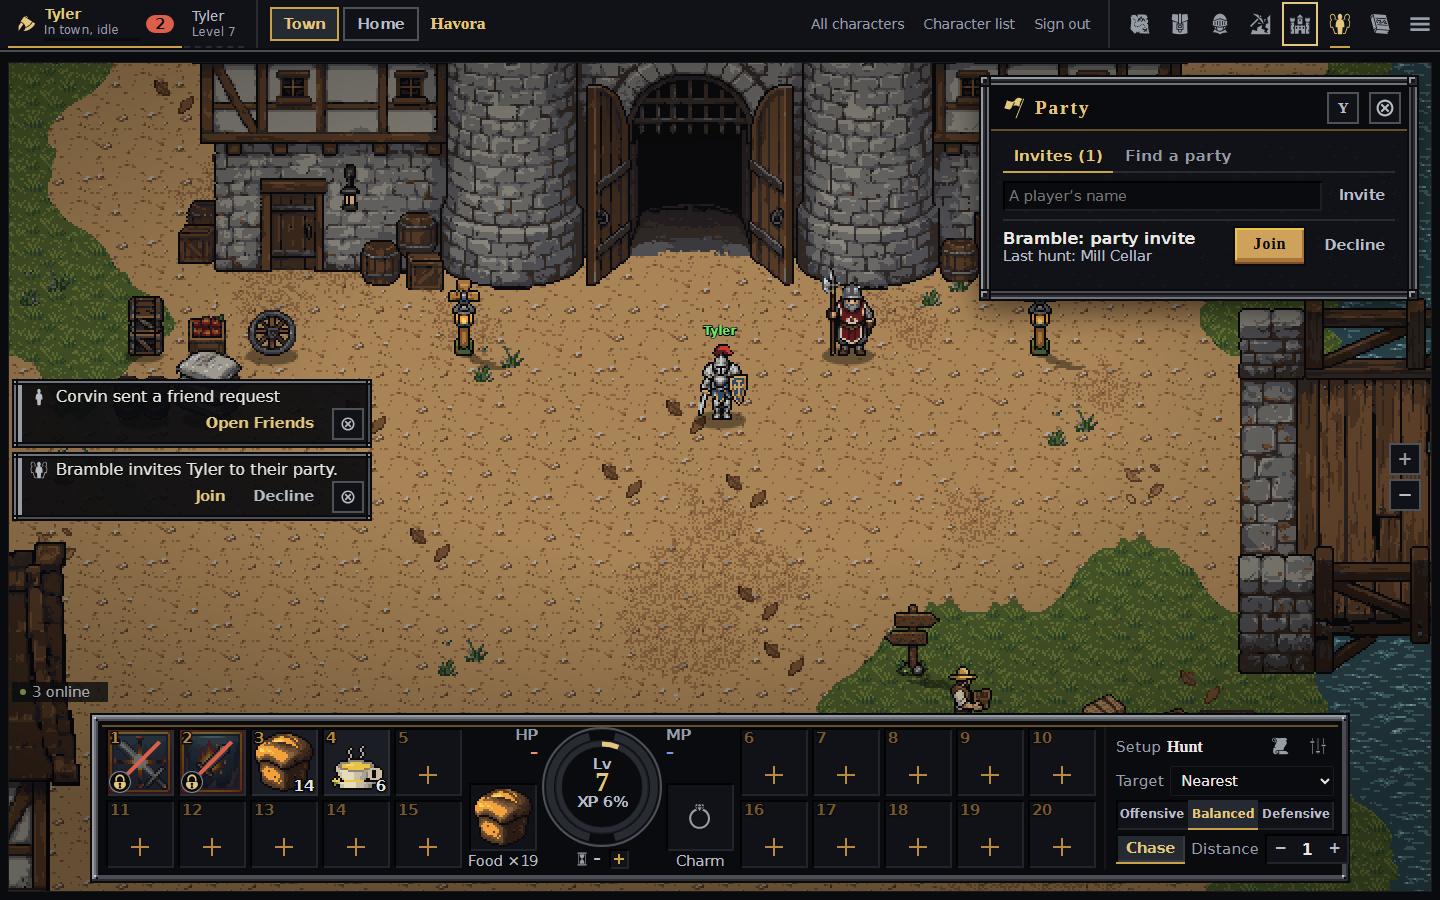 Tyler
In town, idle
2
Tyler
Level 7
Town
Home
Havora
All characters
Character list
Sign out
Party
Y
Invites (1)
Find a party
A player's name
Invite
Bramble: party invite
Last hunt: Mill Cellar
Join
Decline
Tyler
Corvin sent a friend request
Open Friends
Bramble invites Tyler to their party.
Join
Decline
+
−
3 online
1
2
3
14
4
6
5
+
HP
-
Lv
7
XP 6%
MP
-
6
+
7
+
8
+
9
+
10
+
11
+
12
+
13
+
14
+
15
+
Food ×19
- +
Charm
16
+
17
+
18
+
19
+
20
+
Setup Hunt
Target Nearest
Offensive Balanced Defensive
Chase Distance − 1 +